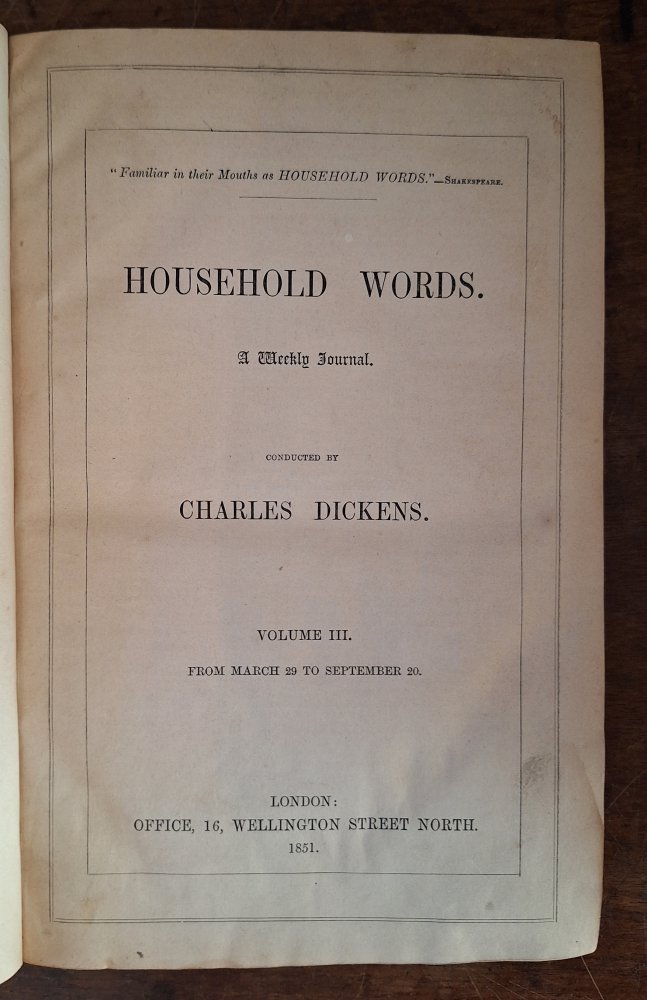 "Familiar in their Mouths as HOUSEHOLD WORDS."—SHAKESPEARE.
HOUSEHOLD WORDS.
A Weekly Journal.
CONDUCTED BY
CHARLES DICKENS.
VOLUME III.
FROM MARCH 29 TO SEPTEMBER 20.
LONDON:
OFFICE, 16, WELLINGTON STREET NORTH.
1851.